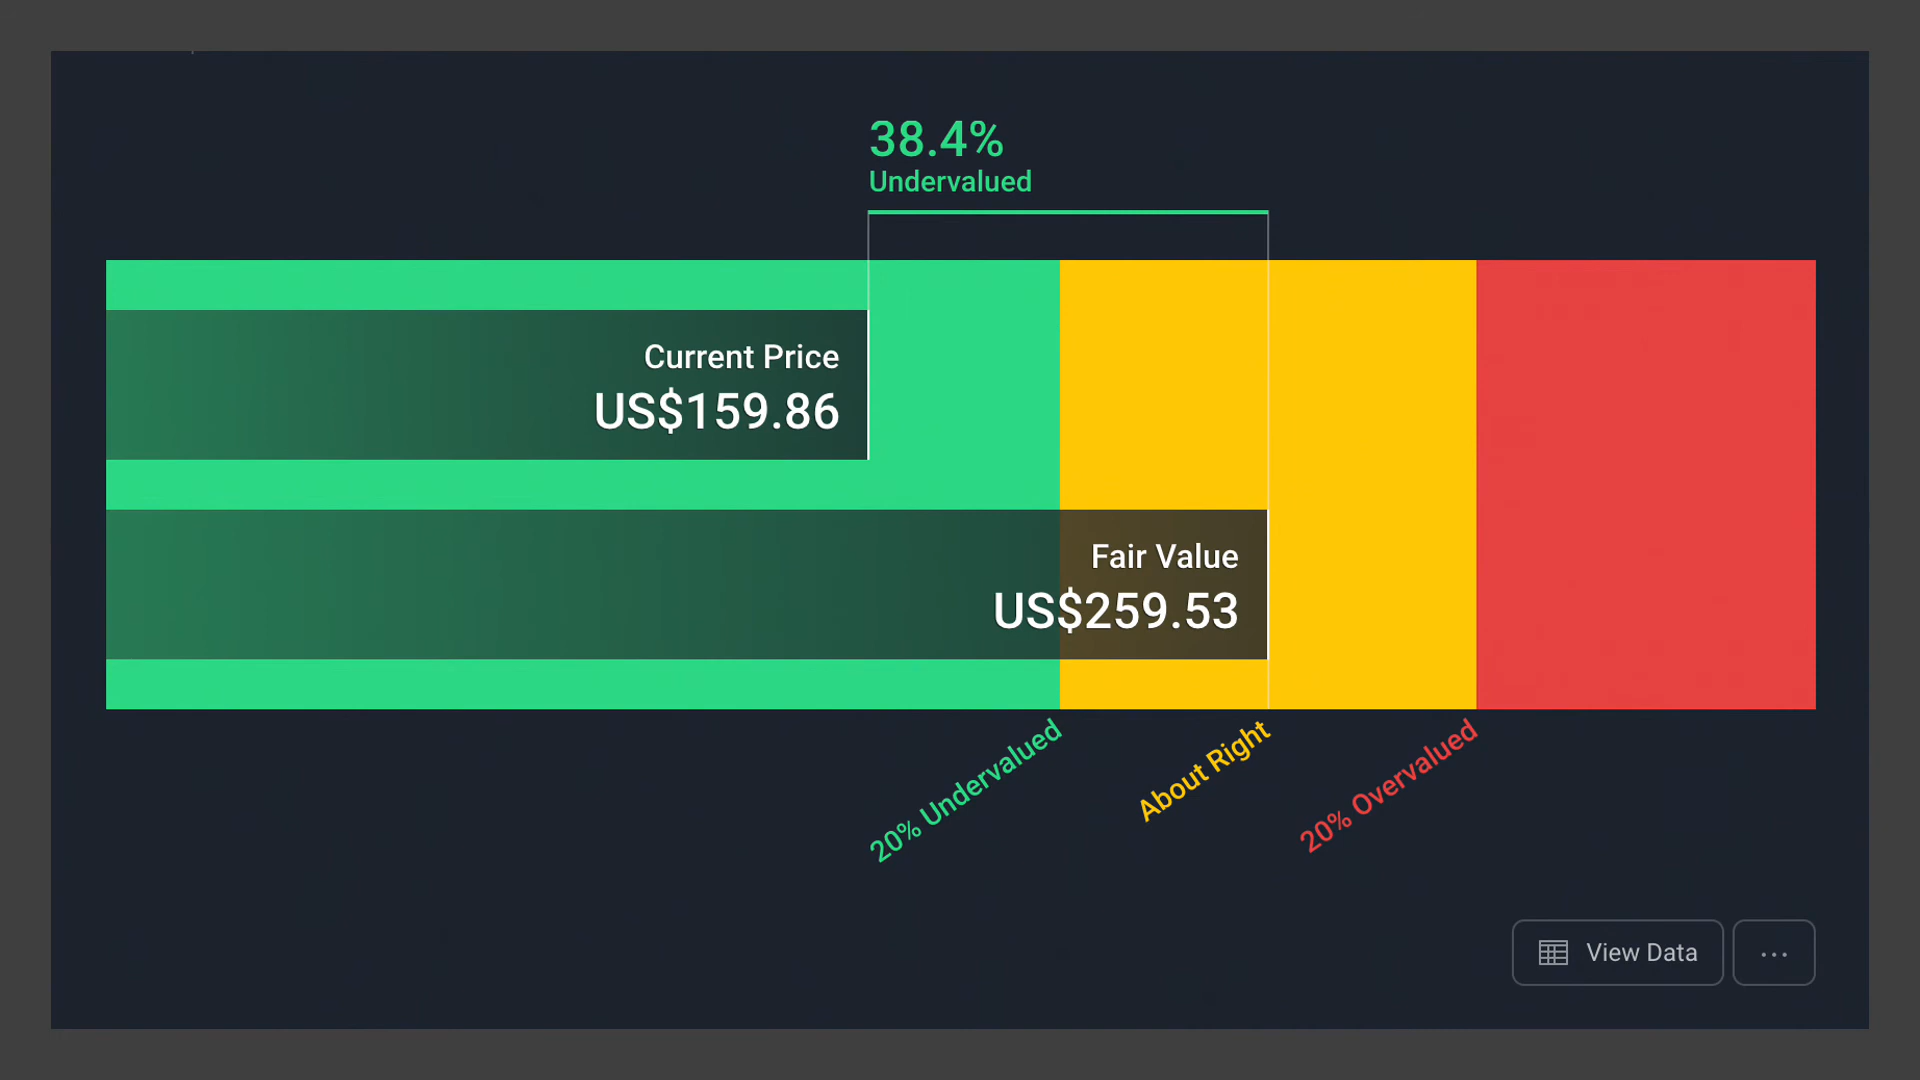 38.4%
Undervalued
Current Price
US$159.86
Fair Value
US$259.53
20% Undervalued
About Right
20% Overvalued
View Data
...